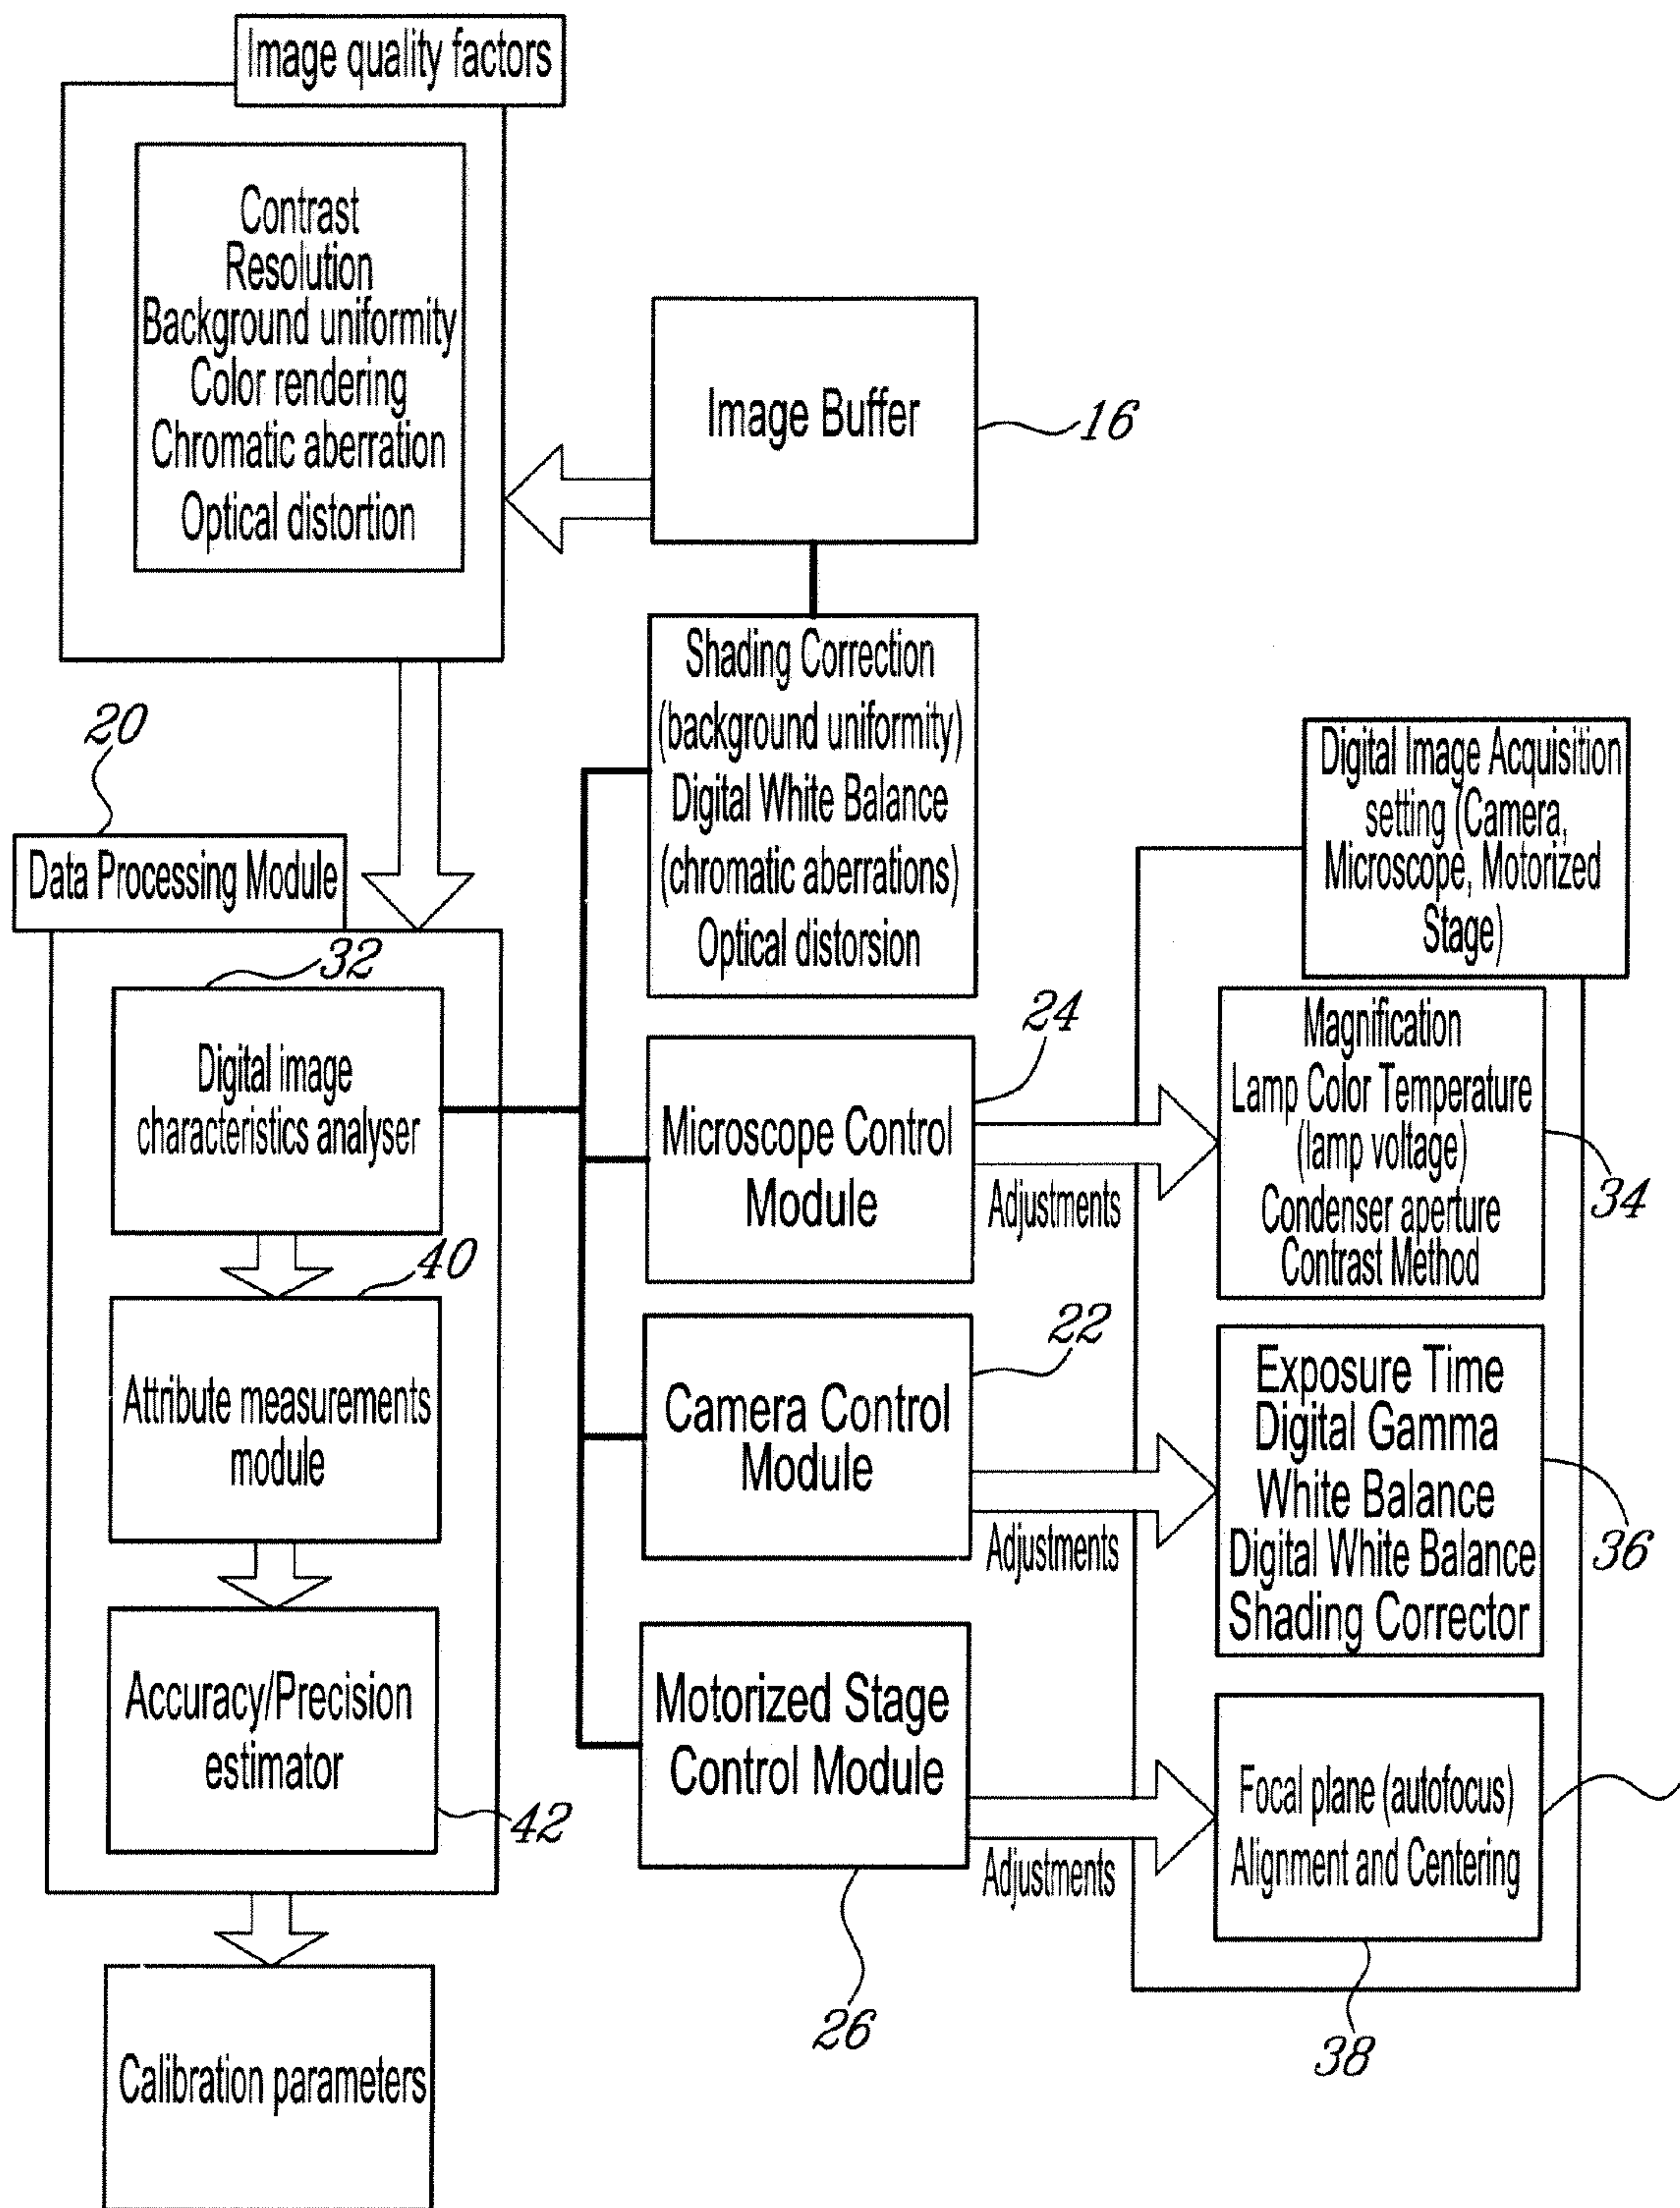 Image quality factors
Contrast
Resolution
Background uniformity
Color rendering
Chromatic aberration
Optical distortion
Image Buffer
16
Shading Correction
(background uniformity)
Digital White Balance
(chromatic aberrations)
Optical distorsion
20
Data Processing Module
32
Digital image
characteristics analyser
40
Attribute measurements
module
Accuracy/Precision
estimator
42
Calibration parameters
24
Microscope Control
Module
Adjustments
22
Camera Control
Module
Adjustments
Motorized Stage
Control Module
Adjustments
26
Digital Image Acquisition
setting (Camera,
Microscope, Motorized
Stage)
Magnification
Lamp Color Temperature
(lamp voltage)
Condenser aperture
Contrast Method
34
Exposure Time
Digital Gamma
White Balance
Digital White Balance
Shading Corrector
36
Focal plane (autofocus)
Alignment and Centering
38